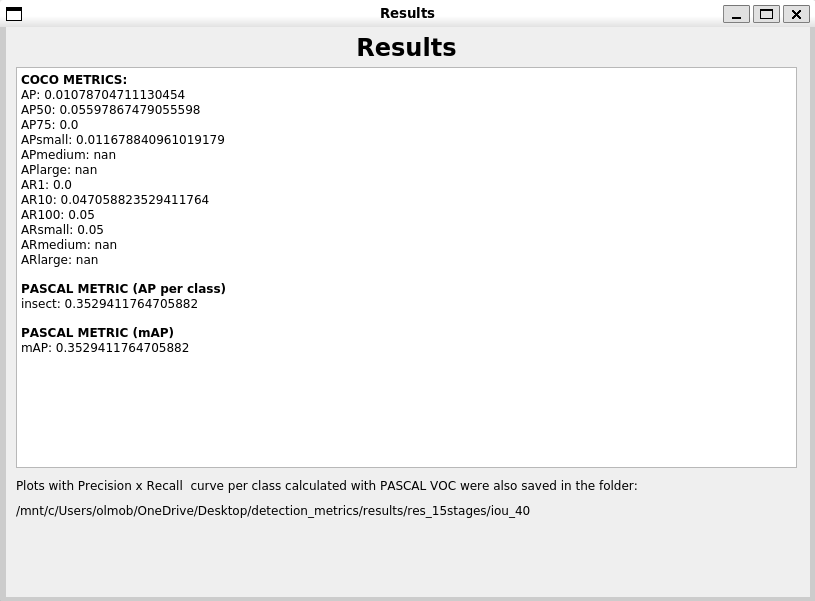 Results
Results
COCO METRICS:
AP: 0.01078704711130454
AP50: 0.05597867479055598
AP75: 0.0
APsmall: 0.011678840961019179
APmedium: nan
APlarge: nan
AR1: 0.0
AR10: 0.047058823529411764
AR100: 0.05
ARsmall: 0.05
ARmedium: nan
ARlarge: nan
PASCAL METRIC (AP per class)
insect: 0.3529411764705882
PASCAL METRIC (mAP)
mAP: 0.3529411764705882
Plots with Precision x Recall  curve per class calculated with PASCAL VOC were also saved in the folder:
/mnt/c/Users/olmob/OneDrive/Desktop/detection_metrics/results/res_15stages/iou_40